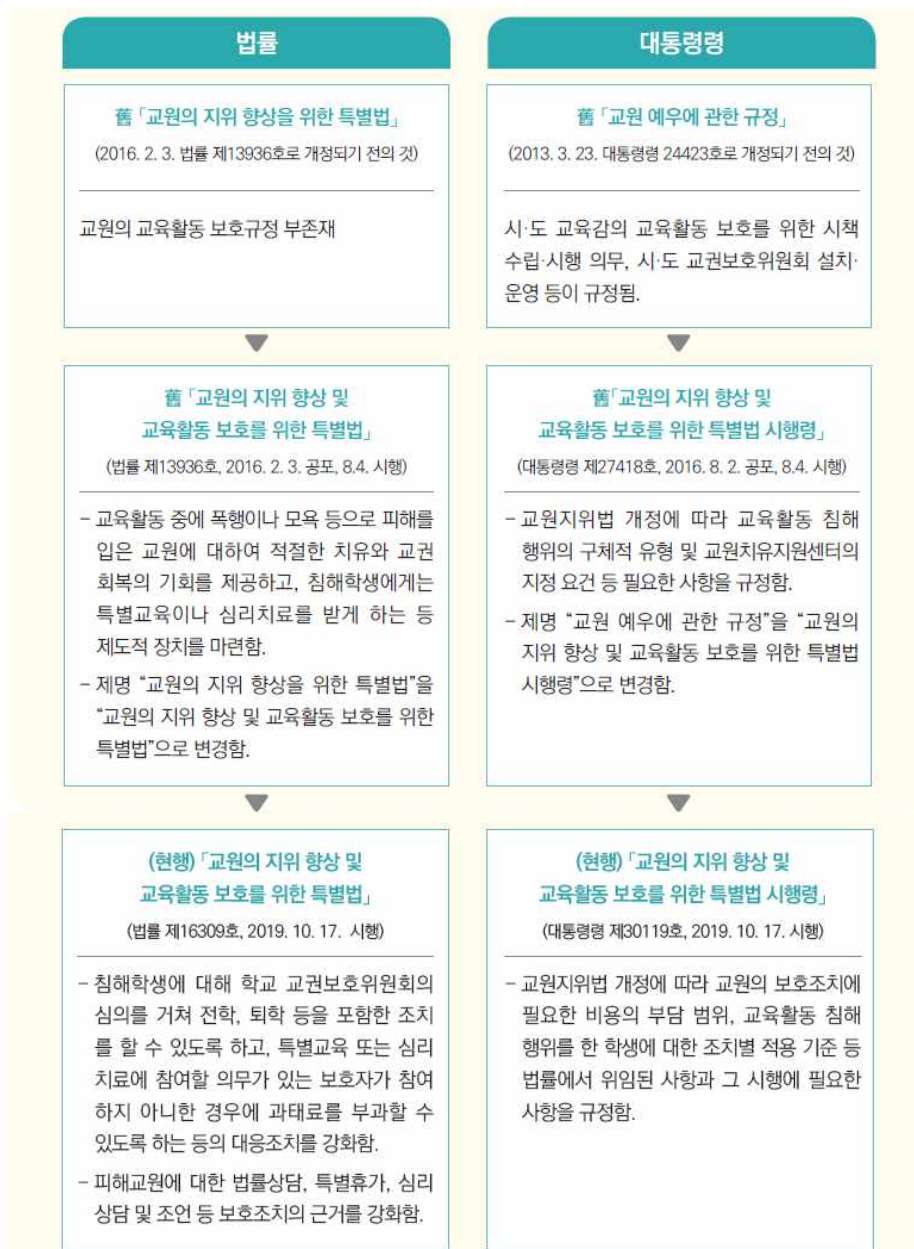 법률
舊 「교원의 지위 향상을 위한 특별법」
(2016. 2. 3. 법률 제13936호로 개정되기 전의 것)
교원의 교육활동 보호규정 부존재
대통령령
舊 「교원 예우에 관한 규정」
(2013. 3. 23. 대통령령 24423호로 개정되기 전의 것)
시·도 교육감의 교육활동 보호를 위한 시책
수립·시행 의무, 시·도 교권보호위원회 설치·
운영 등이 규정됨.
▼
▼
舊 「교원의 지위 향상 및
교육활동 보호를 위한 특별법」
(법률 제13936호, 2016. 2. 3. 공포, 8.4. 시행)
- 교육활동 중에 폭행이나 모욕 등으로 피해를
입은 교원에 대하여 적절한 치유와 교권
회복의 기회를 제공하고, 침해학생에게는
특별교육이나 심리치료를 받게 하는 등
제도적 장치를 마련함.
- 제명 “교원의 지위 향상을 위한 특별법”을
“교원의 지위 향상 및 교육활동 보호를 위한
특별법”으로 변경함.
舊「교원의 지위 향상 및
교육활동 보호를 위한 특별법 시행령」
(대통령령 제27418호, 2016. 8. 2. 공포, 8.4. 시행)
- 교원지위법 개정에 따라 교육활동 침해
행위의 구체적 유형 및 교원치유지원센터의
지정 요건 등 필요한 사항을 규정함.
- 제명 “교원 예우에 관한 규정”을 “교원의
지위 향상 및 교육활동 보호를 위한 특별법
시행령”으로 변경함.
▼
▼
(현행) 「교원의 지위 향상 및
교육활동 보호를 위한 특별법」
(법률 제16309호, 2019. 10. 17. 시행)
- 침해학생에 대해 학교 교권보호위원회의
심의를 거쳐 전학, 퇴학 등을 포함한 조치
를 할 수 있도록 하고, 특별교육 또는 심리
치료에 참여할 의무가 있는 보호자가 참여
하지 아니한 경우에 과태료를 부과할 수
있도록 하는 등의 대응조치를 강화함.
- 피해교원에 대한 법률상담, 특별휴가, 심리
상담 및 조언 등 보호조치의 근거를 강화함.
(현행) 「교원의 지위 향상 및
교육활동 보호를 위한 특별법 시행령」
(대통령령 제30119호, 2019. 10. 17. 시행)
- 교원지위법 개정에 따라 교원의 보호조치에
필요한 비용의 부담 범위, 교육활동 침해
행위를 한 학생에 대한 조치별 적용 기준 등
법률에서 위임된 사항과 그 시행에 필요한
사항을 규정함.